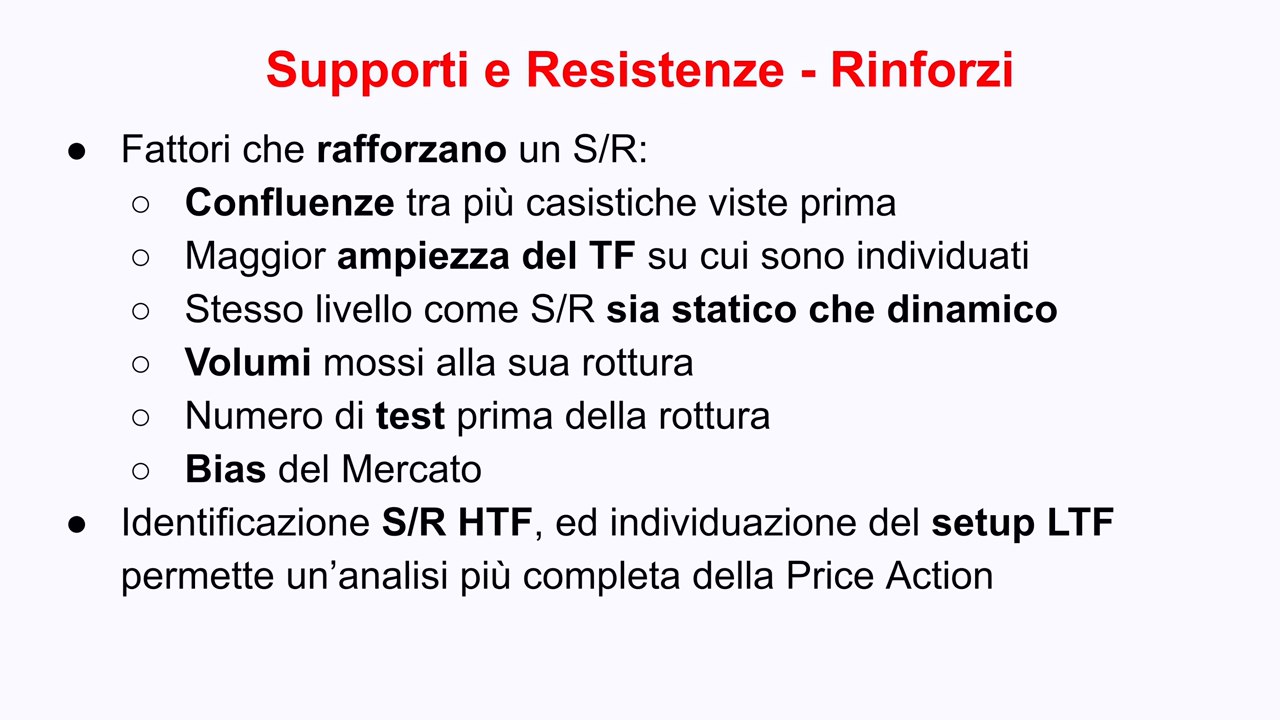 Supporti e Resistenze - Rinforzi
● Fattori che rafforzano un S/R:
○ Confluenze tra più casistiche viste prima
○ Maggior ampiezza del TF su cui sono individuati
○ Stesso livello come S/R sia statico che dinamico
○ Volumi mossi alla sua rottura
○ Numero di test prima della rottura
○ Bias del Mercato
● Identificazione S/R HTF, ed individuazione del setup LTF
permette un’analisi più completa della Price Action